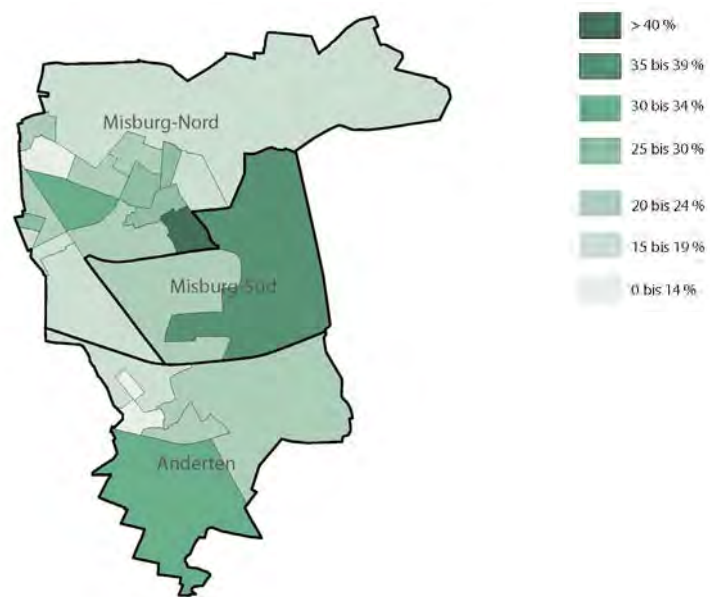 > 40 %
35 bis 39 %
30 bis 34 %
25 bis 30 %
20 bis 24 %
15 bis 19 %
0 bis 14 %
Misburg-Nord
Misburg-Süd
Anderten